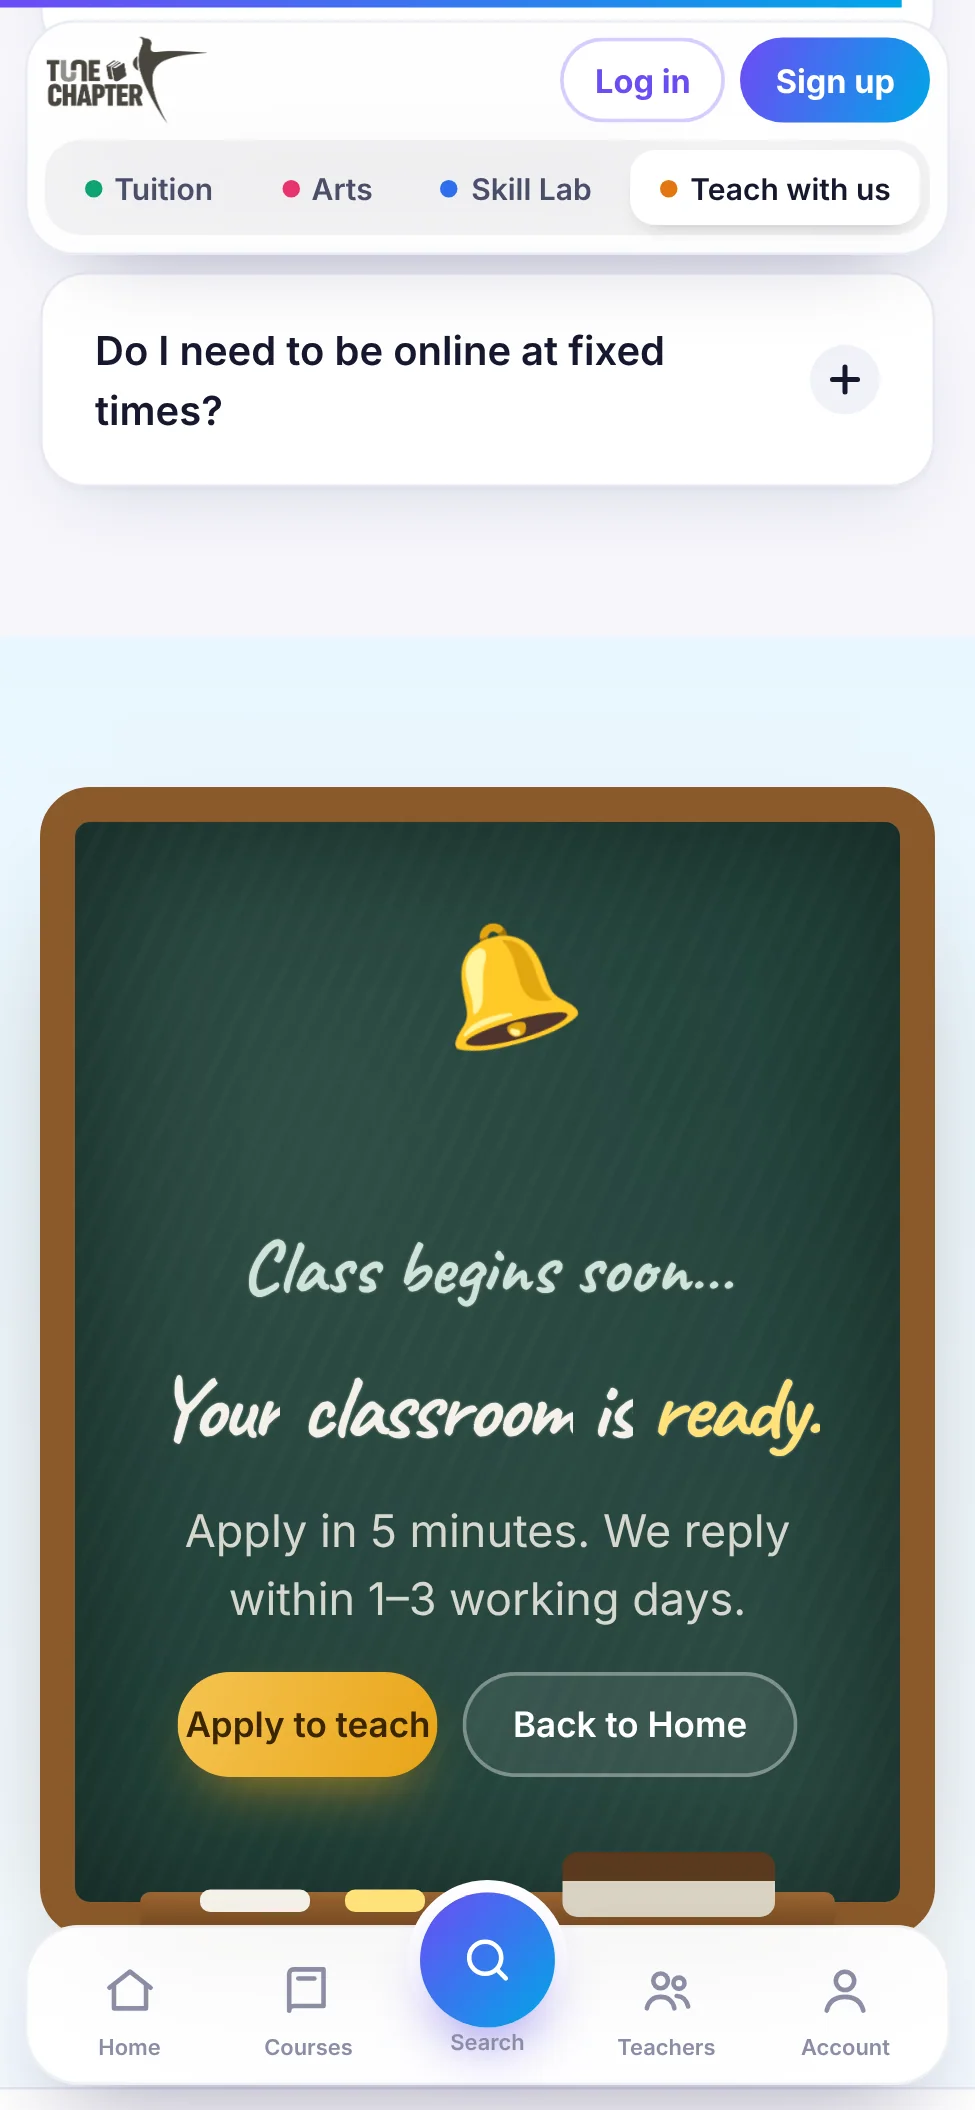 TUNE
CHAPTER
Log in
Sign up
Tuition
Arts
Skill Lab
Teach with us
Do I need to be online at fixed
times?
Class begins soon...
Your classroom is ready.
Apply in 5 minutes. We reply
within 1–3 working days.
Apply to teach
Back to Home
Home
Courses
Search
Teachers
Account